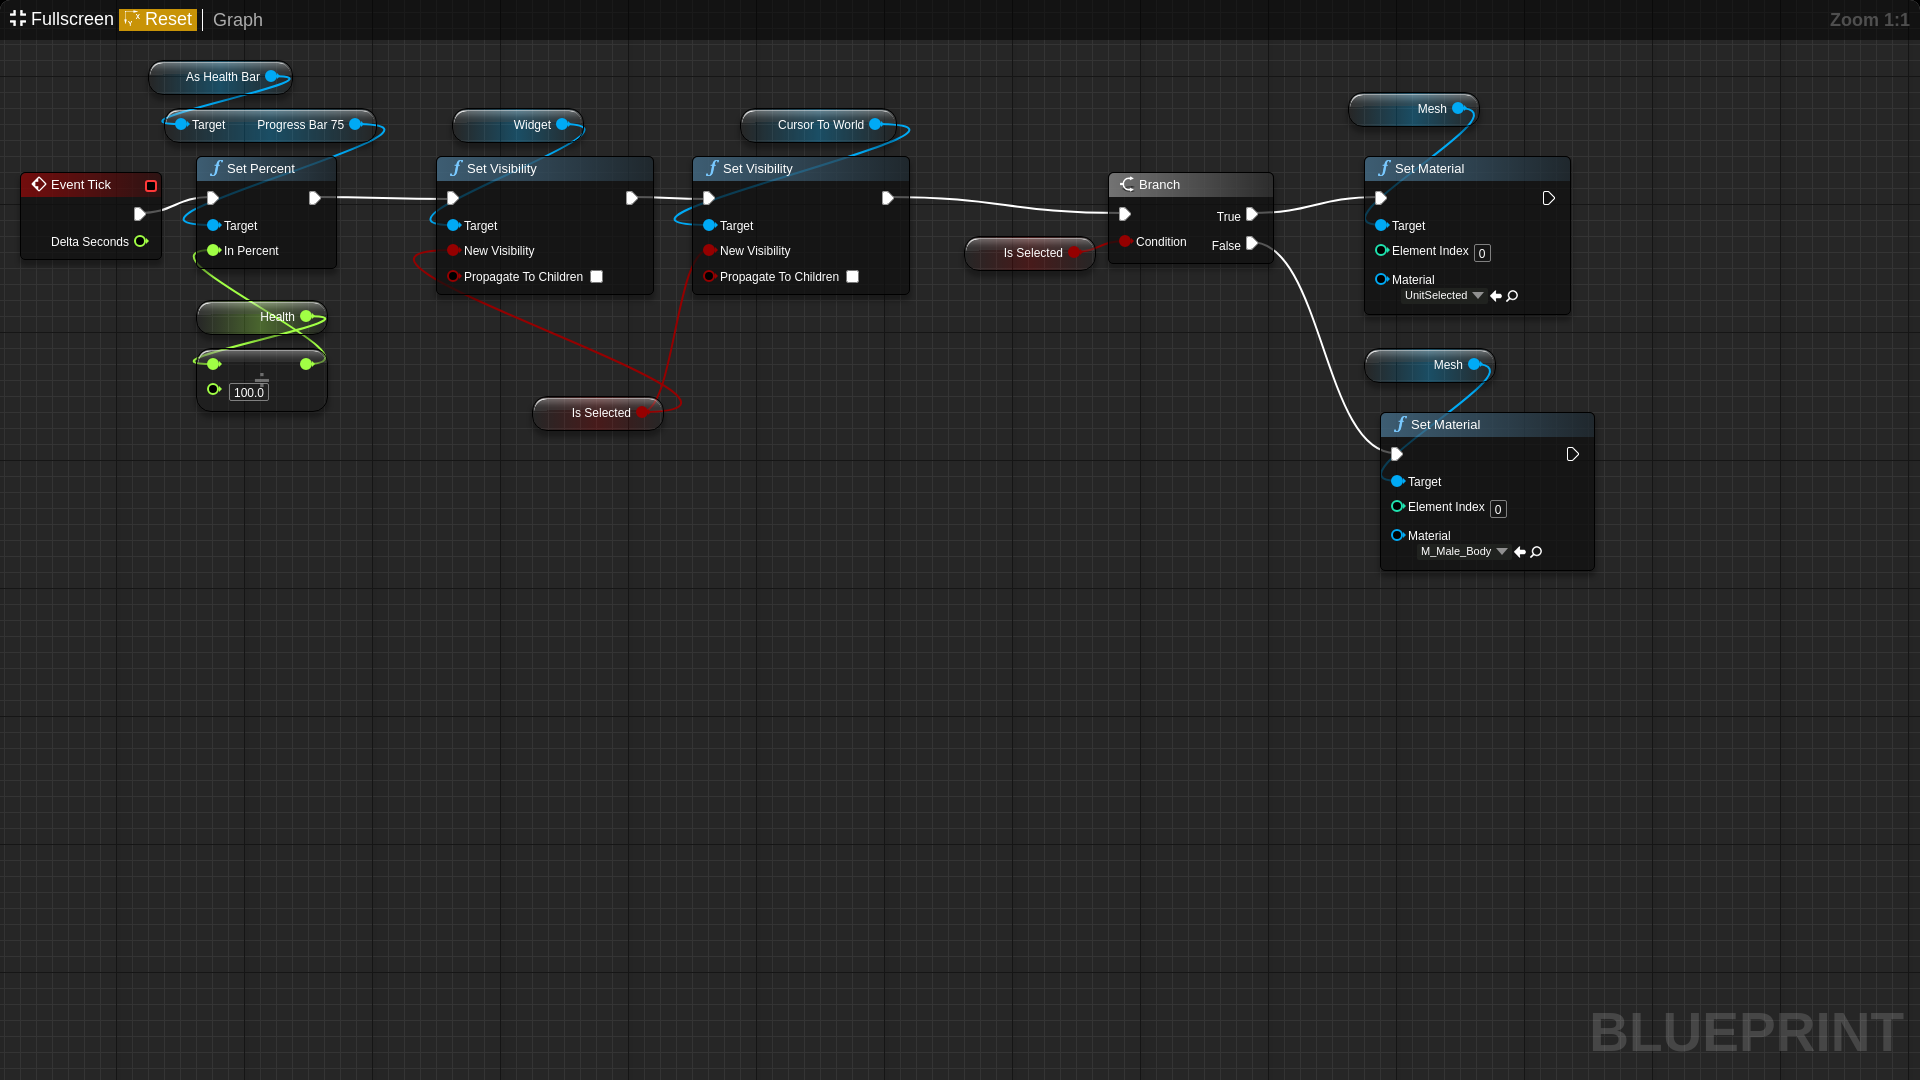 Fullscreen Reset Graph
Zoom 1:1
As Health Bar
Target Progress Bar 75
Widget
Cursor To World
Mesh
Event Tick
Delta Seconds
Set Percent
Target
In Percent
Health
100.0
Set Visibility
Target
New Visibility
Propagate To Children
Set Visibility
Target
New Visibility
Propagate To Children
Is Selected
Is Selected
Branch
True
Condition
False
Set Material
Target
Element Index 0
Material
UnitSelected
Mesh
Set Material
Target
Element Index 0
Material
M_Male_Body
BLUEPRINT